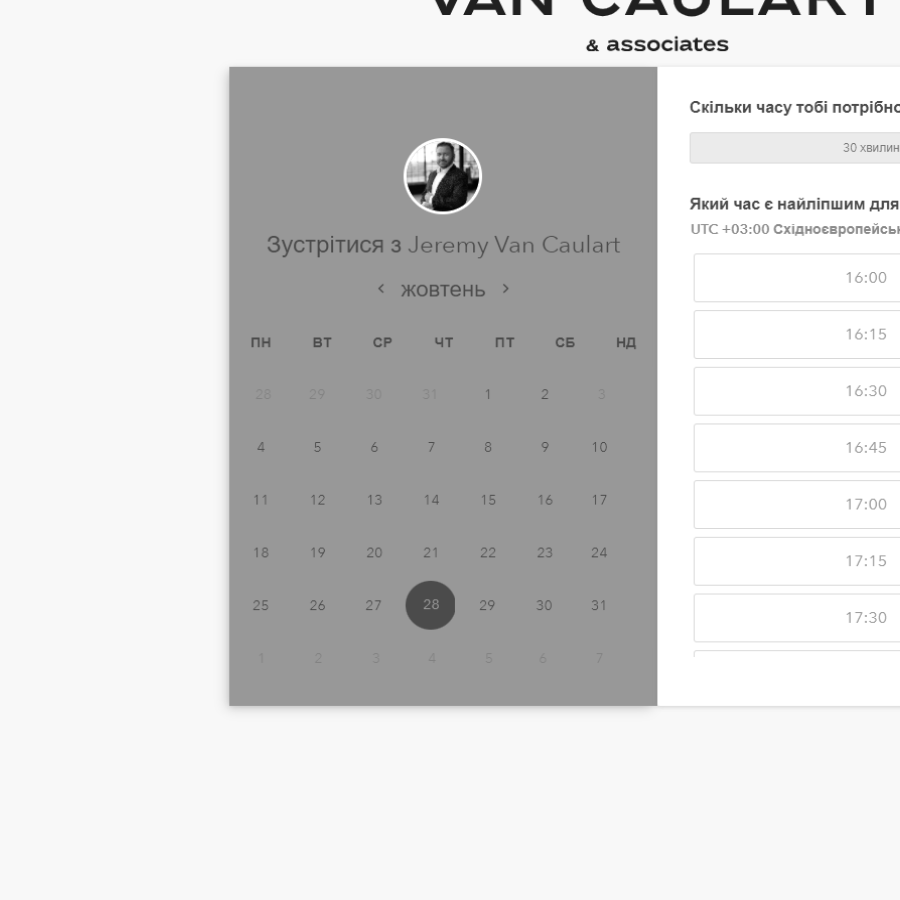 VAN CAULART
& associates
Зустрітися з Jeremy Van Caulart
жовтень
ПН ВТ СР ЧТ ПТ СБ НД
28 29 30 31 1 2 3
4 5 6 7 8 9 10
11 12 13 14 15 16 17
18 19 20 21 22 23 24
25 26 27 28 29 30 31
1 2 3 4 5 6 7
Скільки часу тобі потрібно
30 хвилин
Який час є найліпшим для
UTC +03:00 Східноєвропейськ
16:00
16:15
16:30
16:45
17:00
17:15
17:30